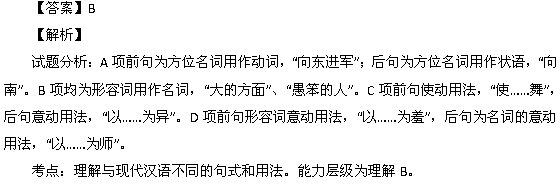 【答案】B
【解析】
试题分析：A 项前句为方位名词用作动词，“向东进军”；后句为方位名词用作状语，“向
南”。B 项均为形容词用作名词，“大的方面”、“愚笨的人”。C 项前句使动用法，“使……舞”，
后句意动用法，“以……为异”。D 项前句形容词意动用法，“以……为羞”，后句为名词的意动
用法，“以……为师”。
考点：理解与现代汉语不同的句式和用法。能力层级为理解 B。